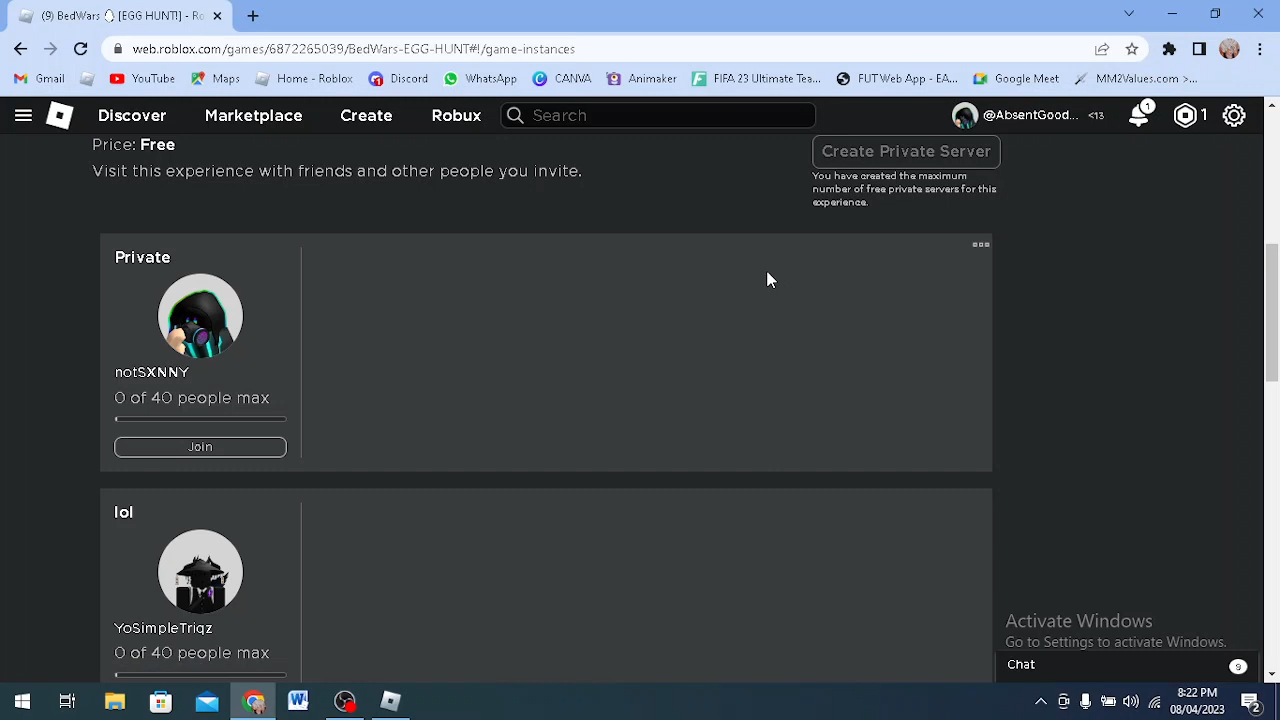 (9) BedWars [EGG HUNT!] - Ro
web.roblox.com/games/6872265039/BedWars-EGG-HUNT#!/game-instances
Gmail
YouTube
Maps
Home - Roblox
Discord
WhatsApp
CANVA
Animaker
FIFA 23 Ultimate Tea...
FUT Web App - EA...
Google Meet
MM2Values.com >...
Discover
Marketplace
Create
Robux
Search
@AbsentGood...
<13
1
1
Price: Free
Visit this experience with friends and other people you invite.
Create Private Server
You have created the maximum
number of free private servers for this
experience.
Private
notSXNNY
0 of 40 people max
Join
lol
YoSimpleTriqz
0 of 40 people max
Activate Windows
Go to Settings to activate Windows.
Chat
9
8:22 PM
08/04/2023
2